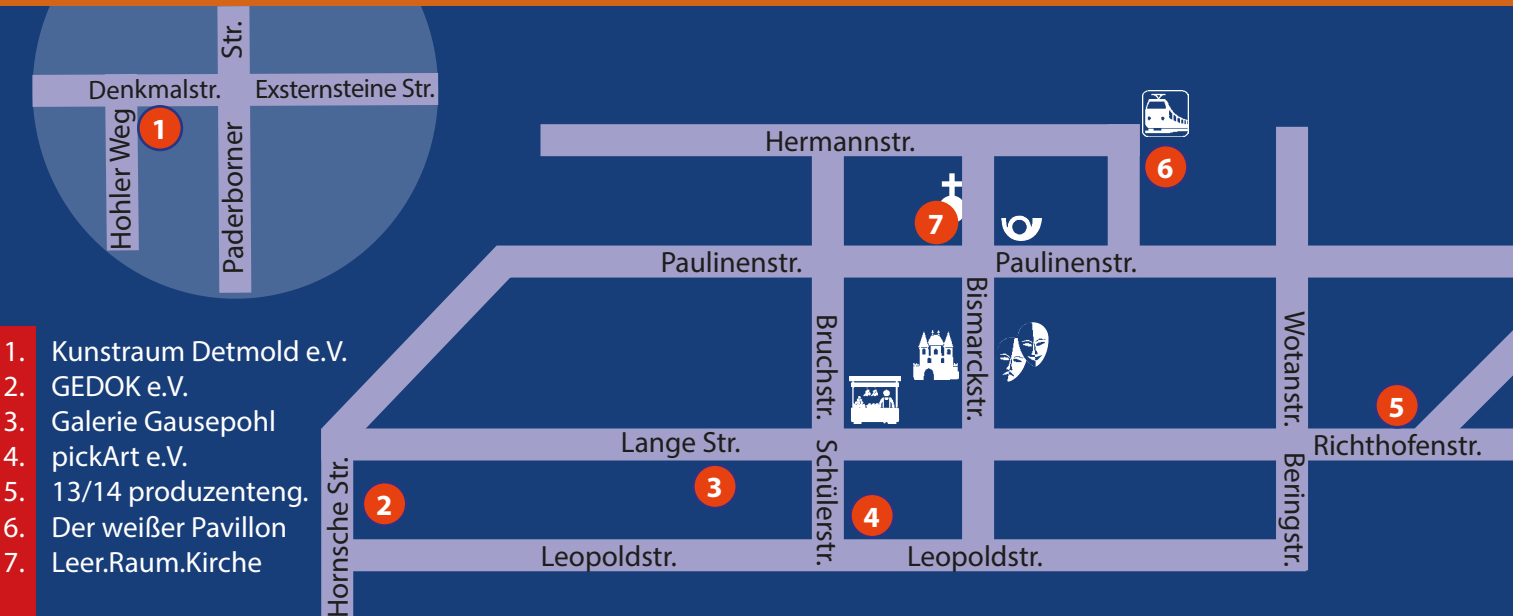 Str.
Denkmalstr.
Exsternsteine Str.
Hohler Weg
1
Paderborner
Hermannstr.
6
7
Paulinenstr.
Paulinenstr.
Bruchstr.
Bismarckstr.
Wotanstr.
5
Lange Str.
Richthofenstr.
Hornsche Str.
2
3
Schülerstr.
4
Beringstr.
Leopoldstr.
Leopoldstr.
1. Kunstraum Detmold e.V.
2. GEDOK e.V.
3. Galerie Gausepohl
4. pickArt e.V.
5. 13/14 produzenteng.
6. Der weißer Pavillon
7. Leer.Raum.Kirche